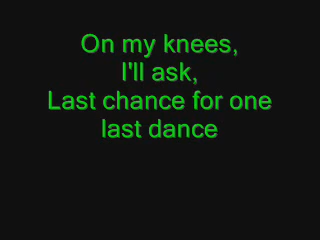 On my knees,
I'll ask,
Last chance for one
last dance